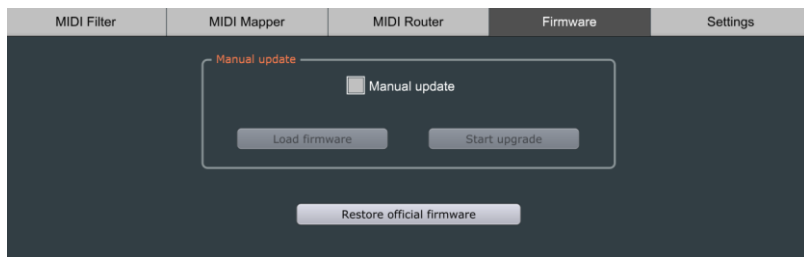 MIDI Filter MIDI Mapper MIDI Router Firmware Settings
Manual update
Manual update
Load firmware Start upgrade
Restore official firmware